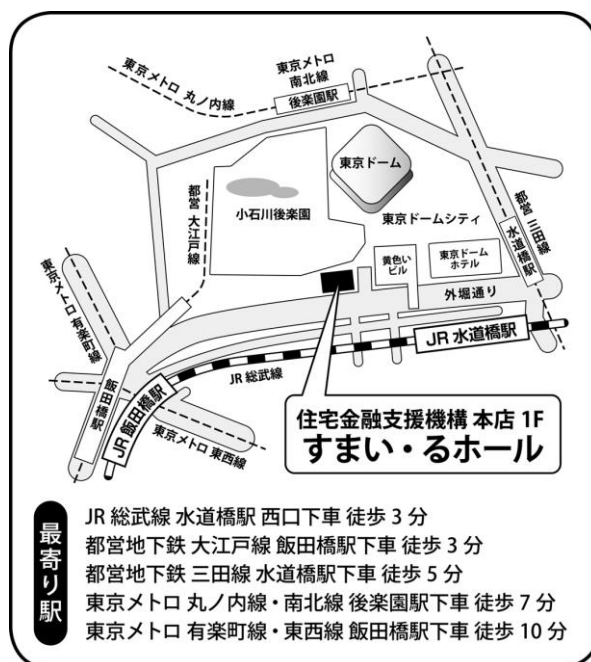 東京メトロ 丸ノ内線
東京メトロ
南北線
後楽園駅
東京ドーム
都営 大江戸線
小石川後楽園
東京ドームシティ
都営 三田線
水道橋駅
黄色い
ビル
東京ドーム
ホテル
東京メトロ 有楽町線
外堀通り
JR 水道橋駅
飯田橋駅
JR 飯田橋駅
JR 総武線
東京メトロ 東西線
住宅金融支援機構 本店 1F
すまい・るホール
最寄り駅
JR 総武線 水道橋駅 西口下車 徒歩 3 分
都営地下鉄 大江戸線 飯田橋駅下車 徒歩 3 分
都営地下鉄 三田線 水道橋駅下車 徒歩 5 分
東京メトロ 丸ノ内線・南北線 後楽園駅下車 徒歩 7 分
東京メトロ 有楽町線・東西線 飯田橋駅下車 徒歩 10 分